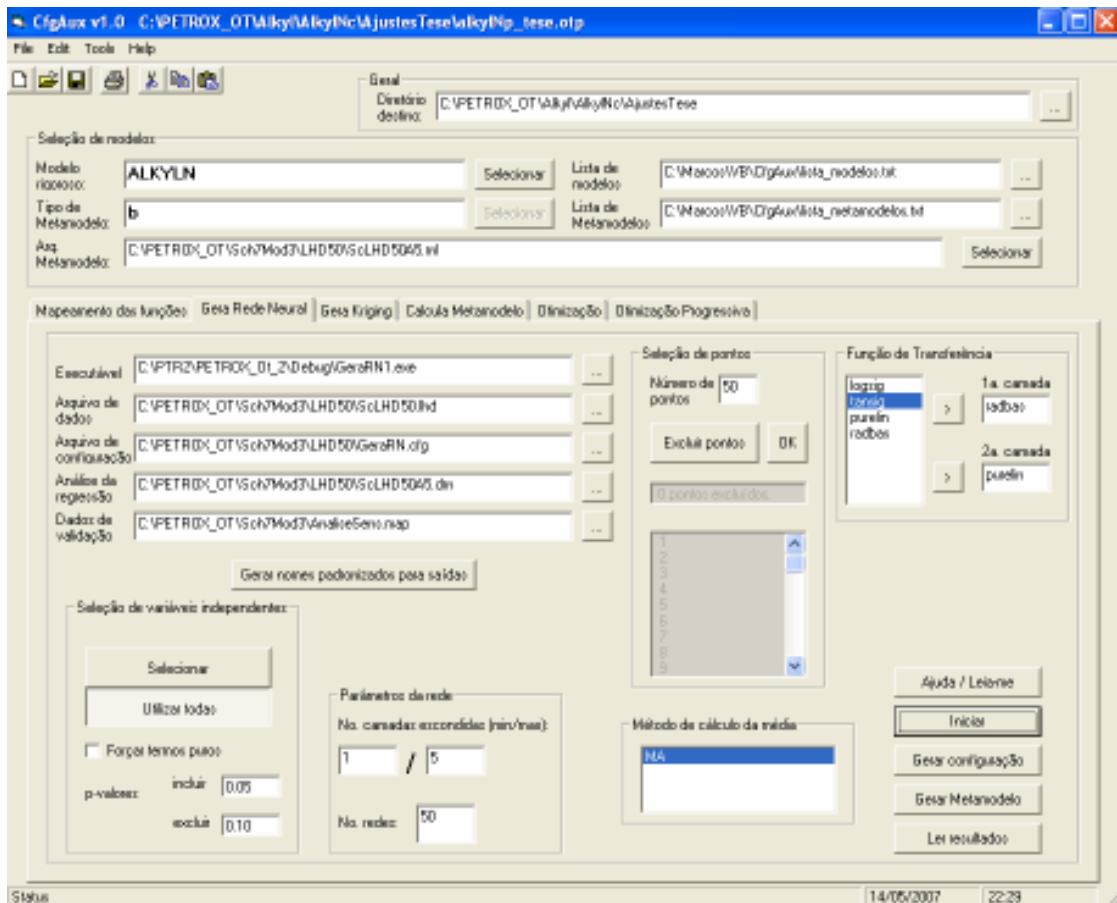 CfgAux v1.0 C:\PETROX_OT\Alkyl\AlkylNc\AjustesTese\alkylNp_tese.otp
File Edit Tools Help
Geral
Diretório destino: C:\PETROX_OT\Alkyl\AlkylNc\AjustesTese ...
Seleção de modelos
Modelo rigoroso: ALKYLN Selecionar Lista de modelos C:\MarcosWB\CfgAux\lista_modelos.txt ...
Tipo de Metamodelo: b Selecionar Lista de Metamodelos C:\MarcosWB\CfgAux\lista_metamodelos.txt ...
Arq. Metamodelo: C:\PETROX_OT\Sch7Mod3\LHD50\ScLHD50A5.ml Selecionar
Mapeamento das funções Gera Rede Neural Gera Kriging Calcula Metamodelo Otimização Otimização Progressiva
Executável C:\PTR2\PETROX_Ot_2\Debug\GeraRN1.exe ...
Arquivo de dados C:\PETROX_OT\Sch7Mod3\LHD50\ScLHD50.lhd ...
Arquivo de configuração C:\PETROX_OT\Sch7Mod3\LHD50\GeraRN.cfg ...
Análise da regressão C:\PETROX_OT\Sch7Mod3\LHD50\ScLHD50A5.dm ...
Dados de validação C:\PETROX_OT\Sch7Mod3\AnaliseSens.map ...
Gerar nomes padronizados para saídas
Seleção de pontos
Número de pontos 50
Excluir pontos OK
0 pontos excluídos.
1
2
3
4
5
6
7
8
9
Função de Transferência
logsig
tansig
purelin
radbas
>
1a. camada
radbas
>
2a. camada
purelin
Seleção de variáveis independentes
Selecionar
Utilizar todas
Forçar termos puros
p-valores: incluir 0.05
excluir 0.10
Parâmetros da rede
No. camadas escondidas (min/max):
1 / 5
No. redes: 50
Método de cálculo da média
MA
Ajuda / Leia-me
Iniciar
Gerar configuração
Gerar Metamodelo
Ler resultados
Status 14/05/2007 22:29